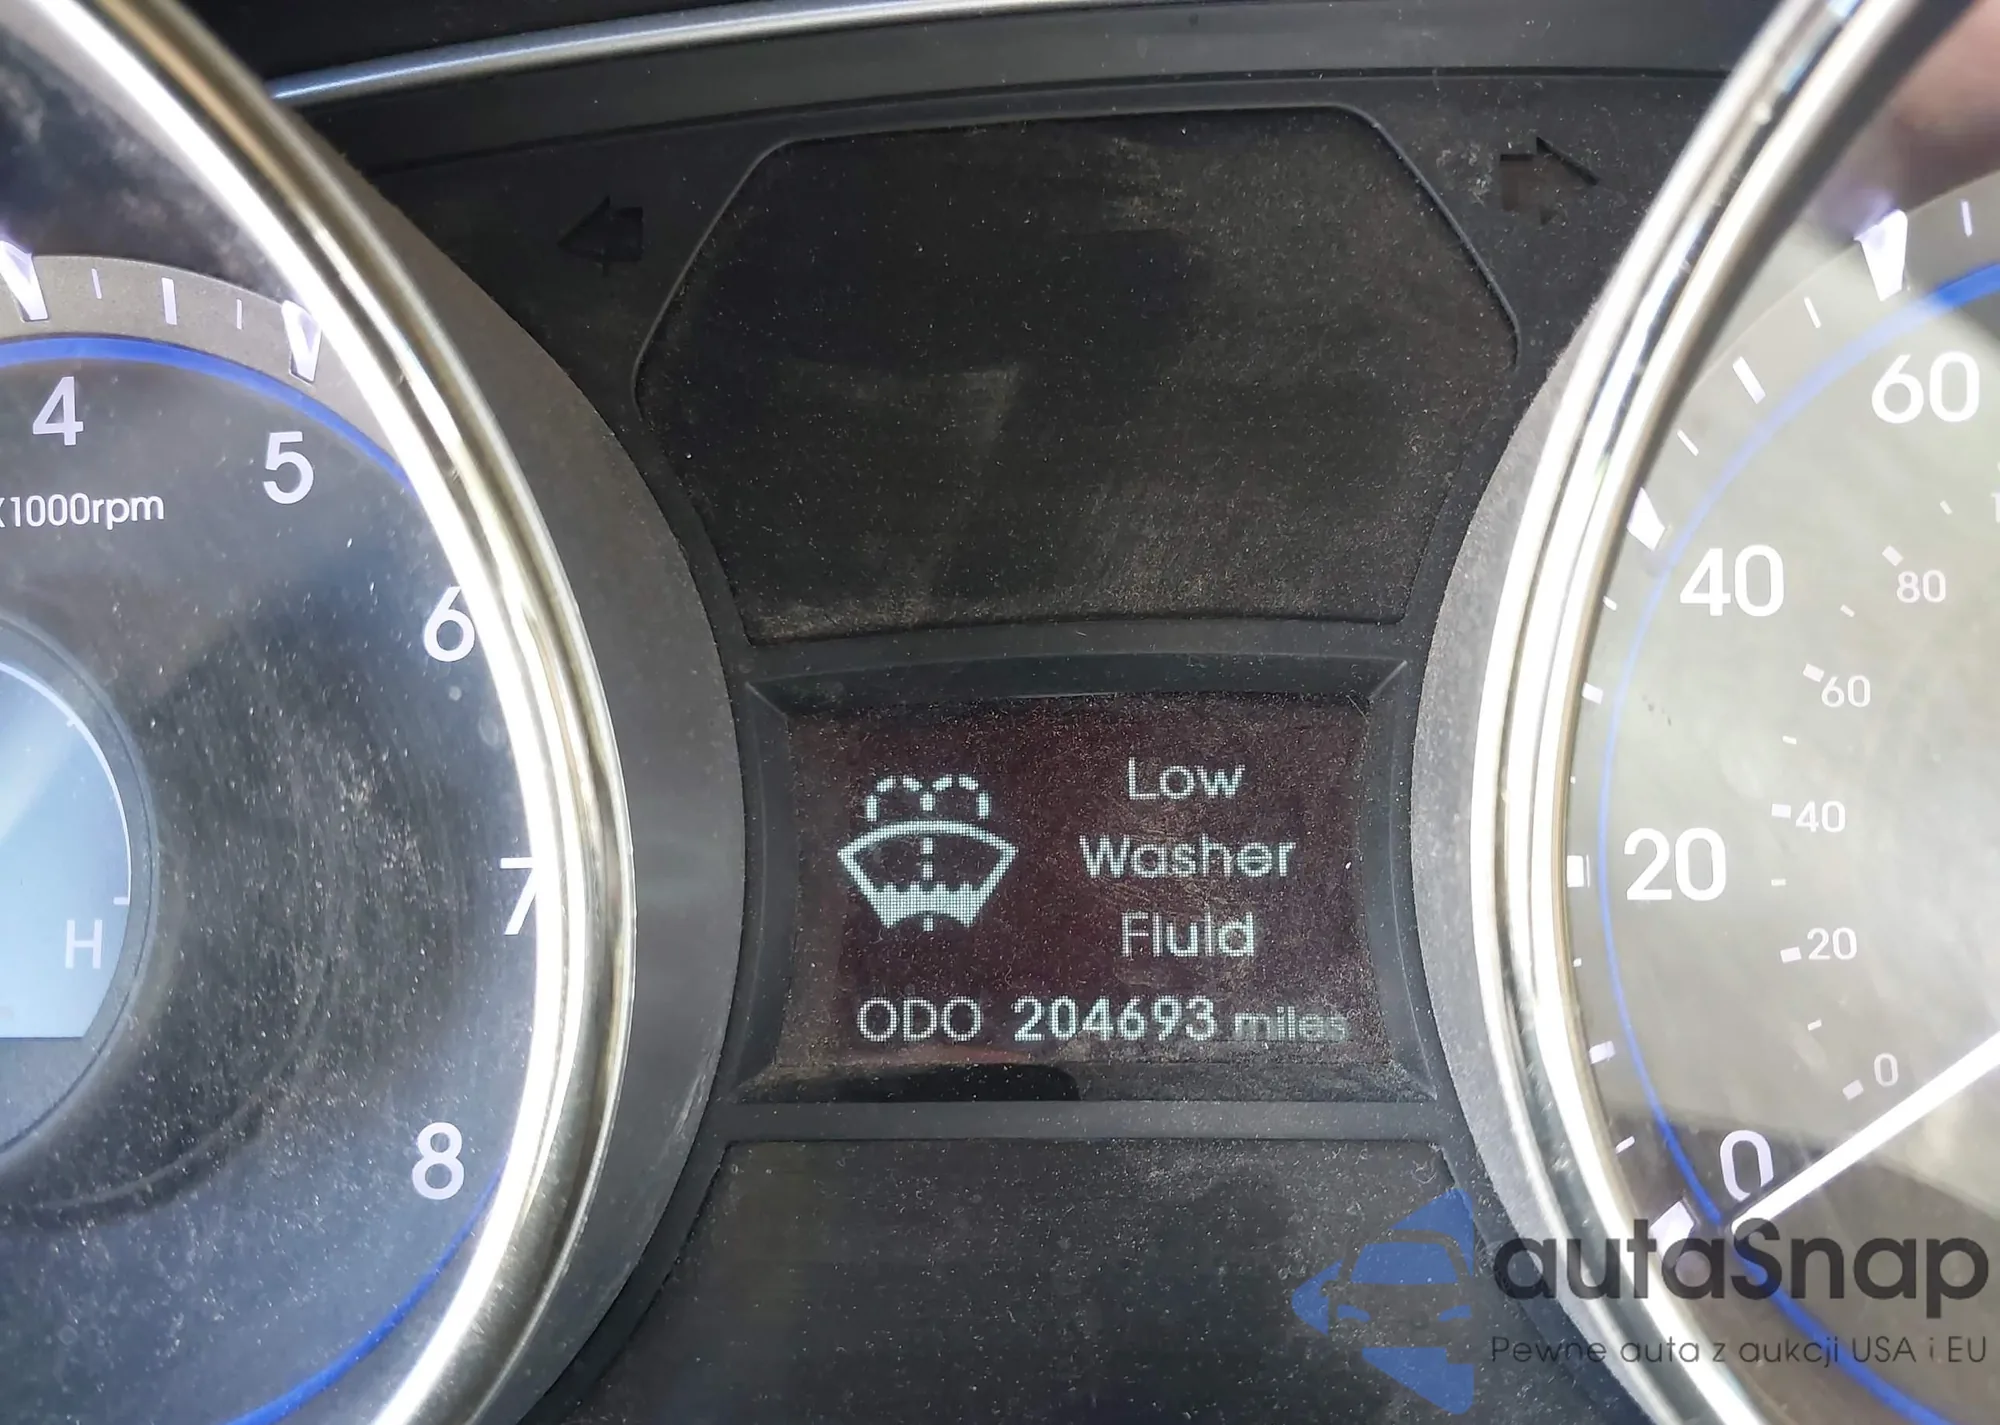 4
5
X1000rpm
6
7
8
H
Low
Washer
Fluid
ODO 204693 miles
60
40
20
0
80
60
40
20
0
autaSnap
Pewne auta z aukcji USA i EU